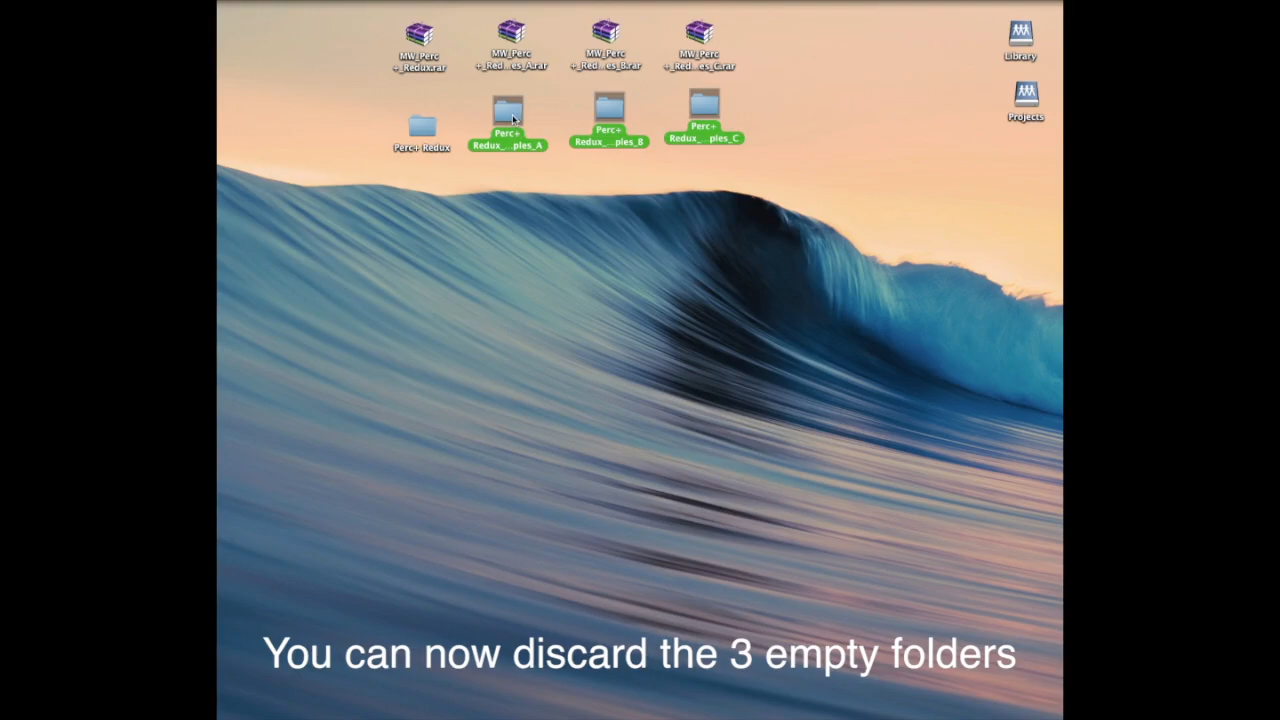 MW_Perc
+_Redux.rar
MW_Perc
+_Red...es_A.rar
MW_Perc
+_Red...es_B.rar
MW_Perc
+_Red...es_C.rar
Library
Projects
Perc+ Redux
Perc+
Redux_...ples_A
Perc+
Redux_...ples_B
Perc+
Redux_...ples_C
You can now discard the 3 empty folders